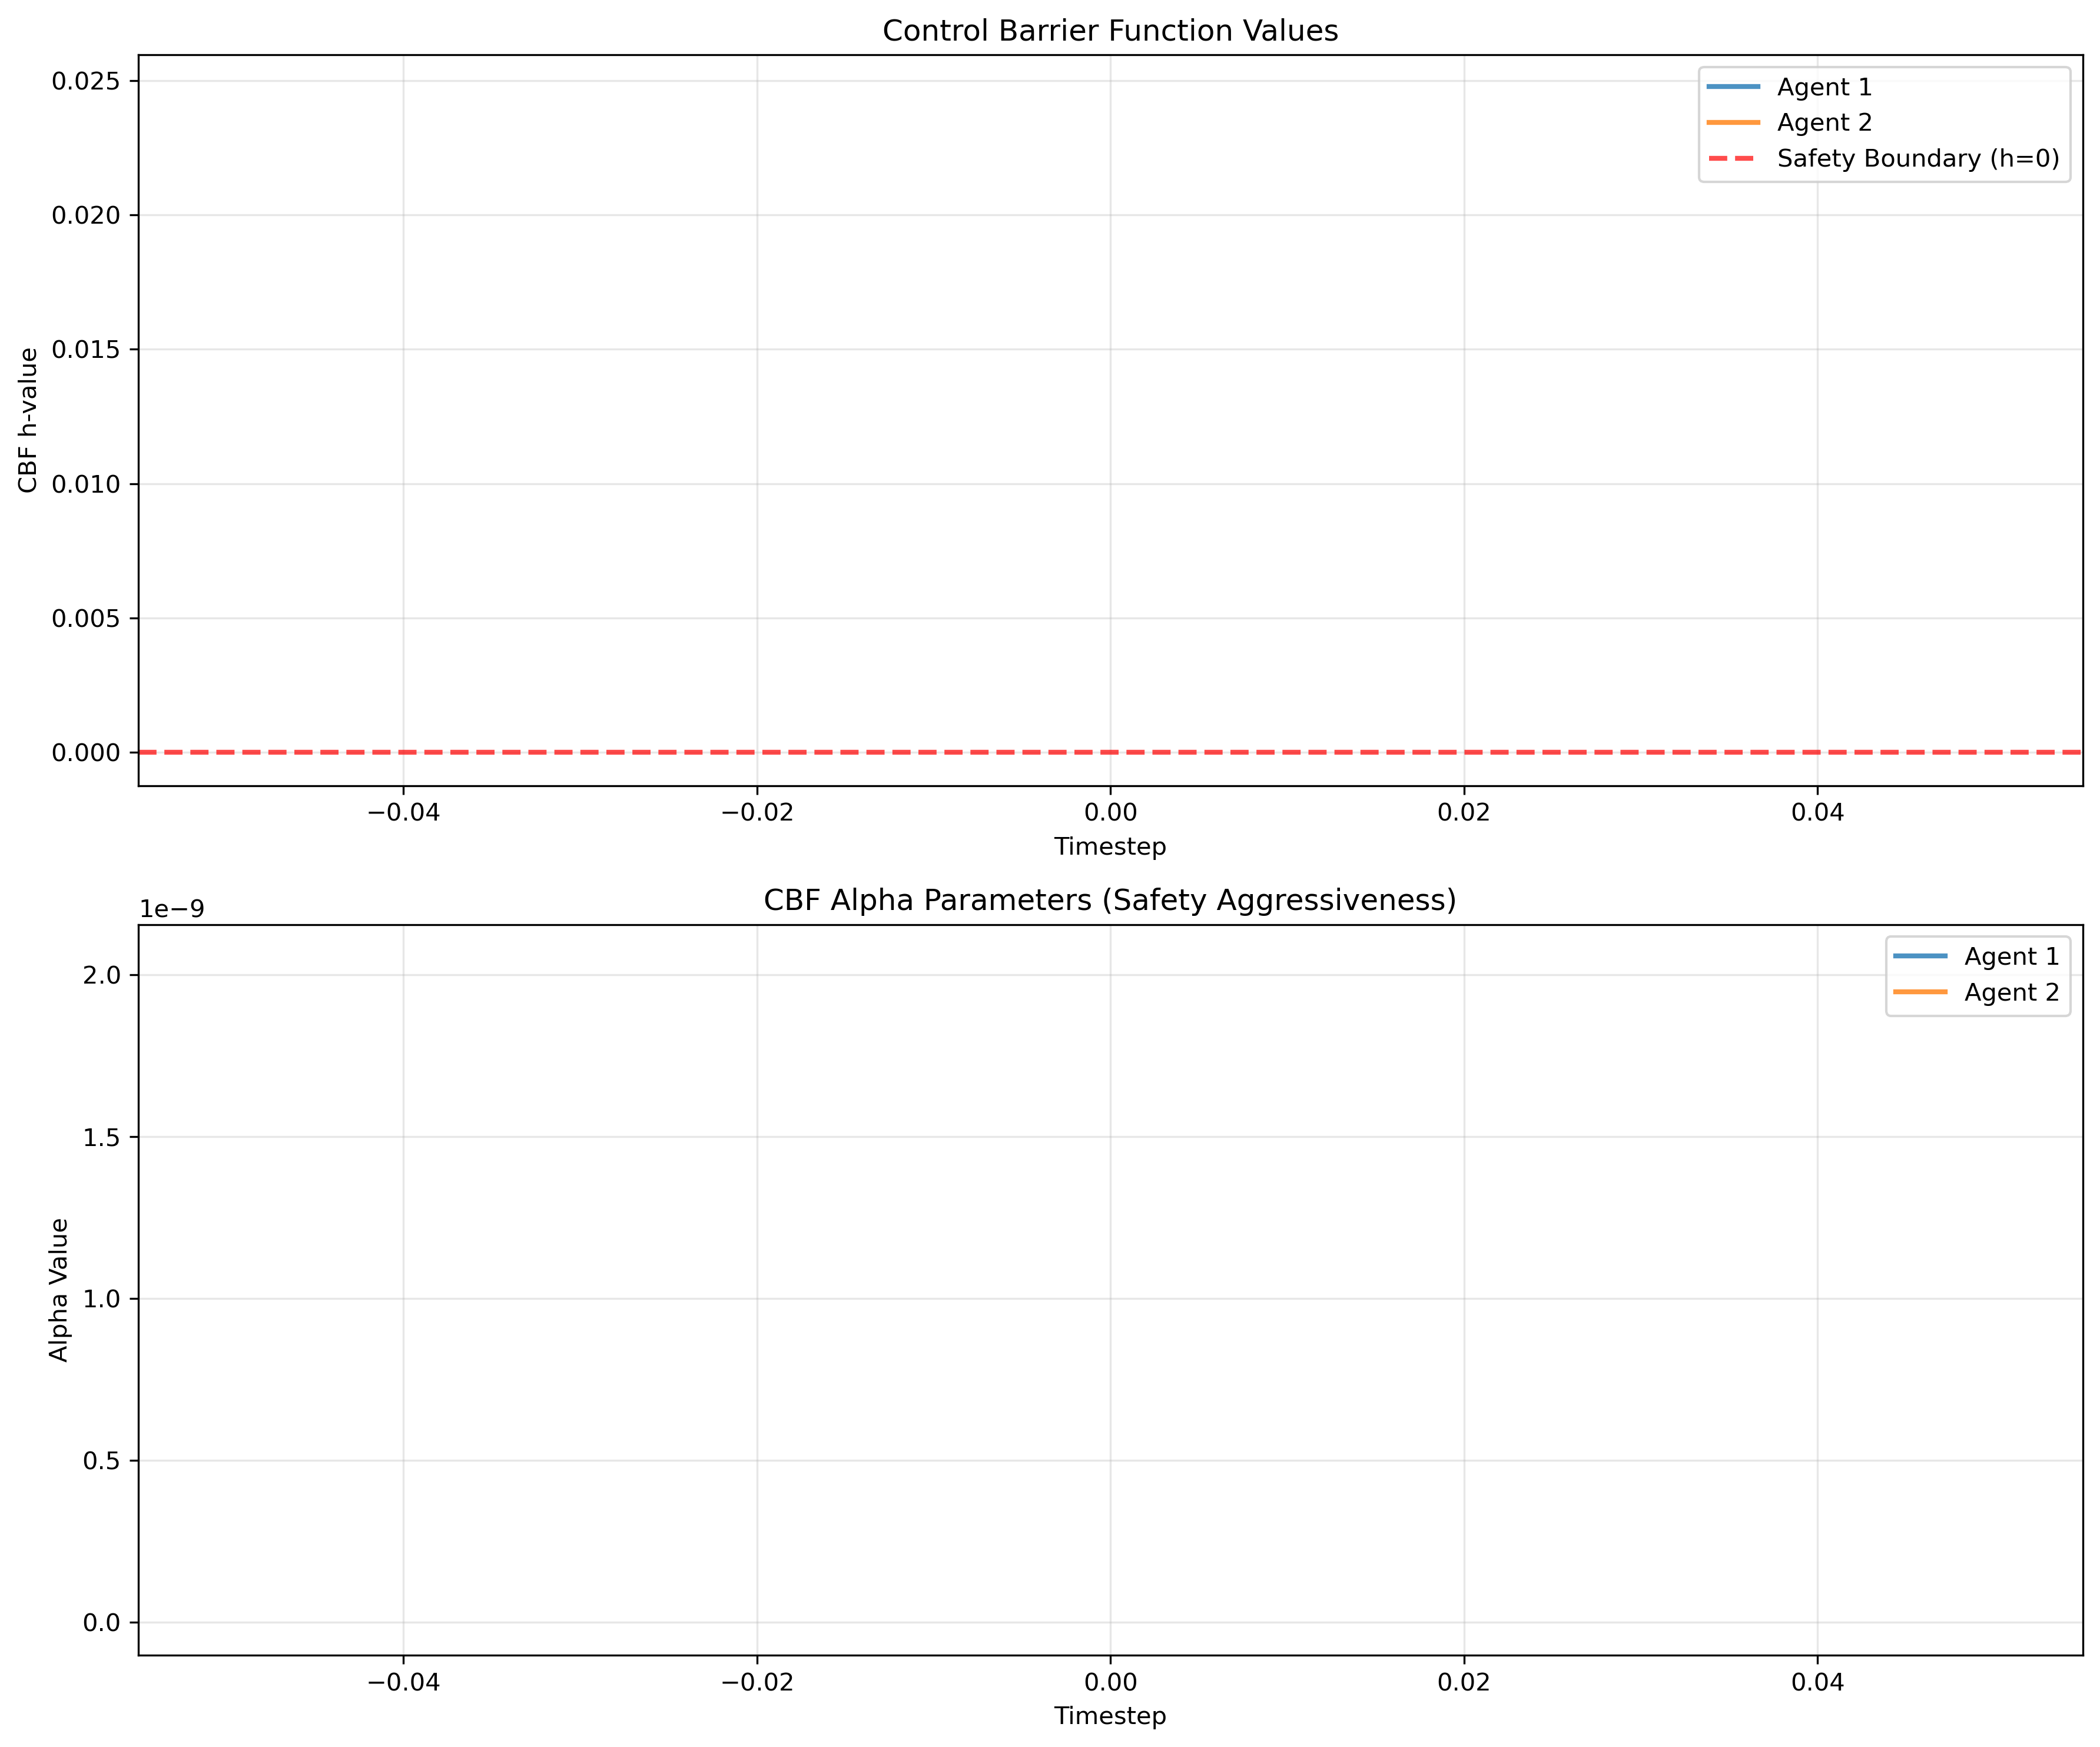 Control Barrier Function Values
Agent 1
Agent 2
Safety Boundary (h=0)
CBF h-value
0.025
0.020
0.015
0.010
0.005
0.000
−0.04
−0.02
0.00
0.02
0.04
Timestep
CBF Alpha Parameters (Safety Aggressiveness)
1e−9
Agent 1
Agent 2
Alpha Value
2.0
1.5
1.0
0.5
0.0
−0.04
−0.02
0.00
0.02
0.04
Timestep